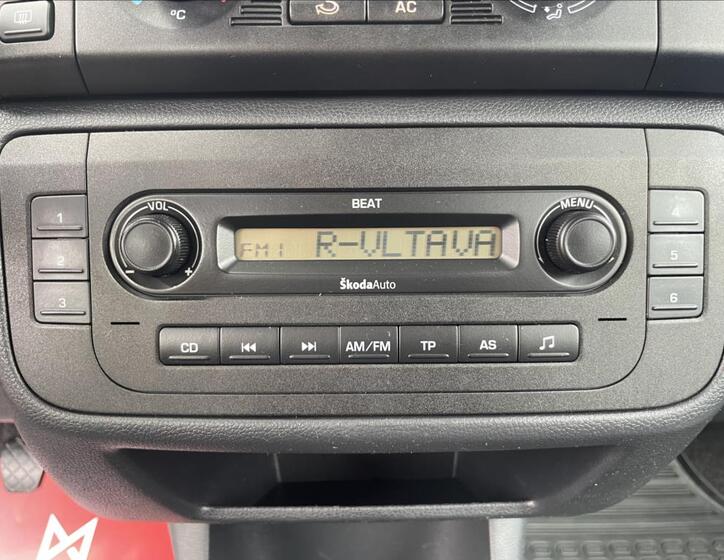 °C
AC
VOL
BEAT
MENU
1
2
3
FM1 R-VLTAVA
4
5
6
- +
ŠkodaAuto
CD
AM/FM
TP
AS